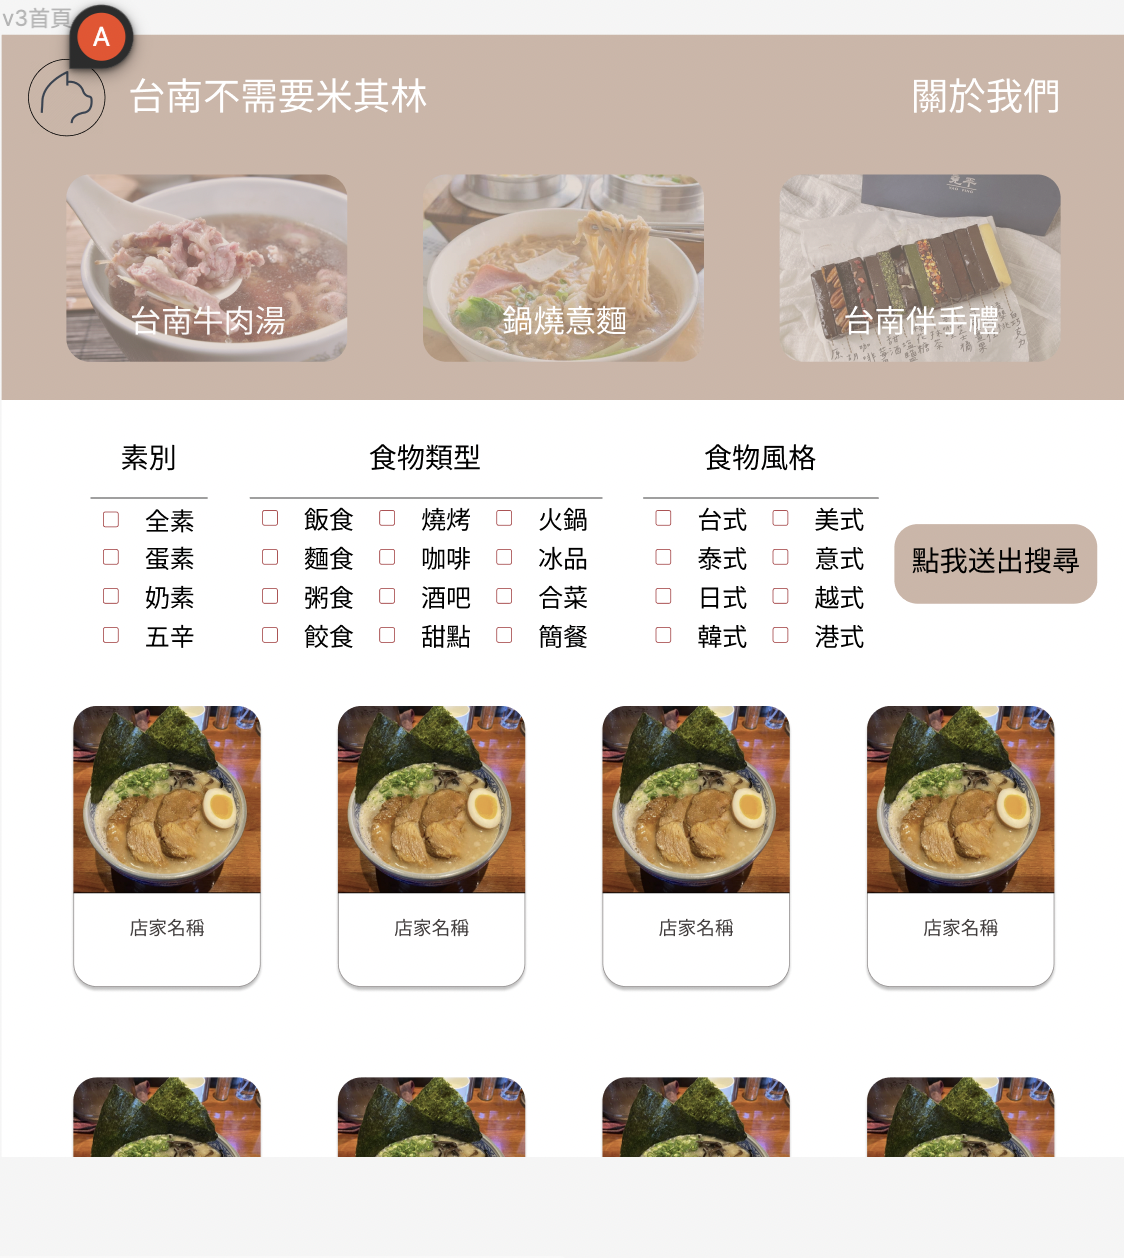 v3首頁
A
台南不需要米其林
關於我們
台南牛肉湯
鍋燒意麵
台南伴手禮
素別
食物類型
食物風格
全素 飯食 燒烤 火鍋 台式 美式
蛋素 麵食 咖啡 冰品 泰式 意式
點我送出搜尋
奶素 粥食 酒吧 合菜 日式 越式
五辛 餃食 甜點 簡餐 韓式 港式
店家名稱
店家名稱
店家名稱
店家名稱